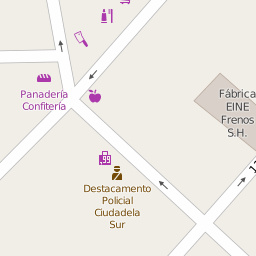 Panadería
Confitería
Fábrica
EINE
Frenos
S.H.
Destacamento
Policial
Ciudadela
Sur